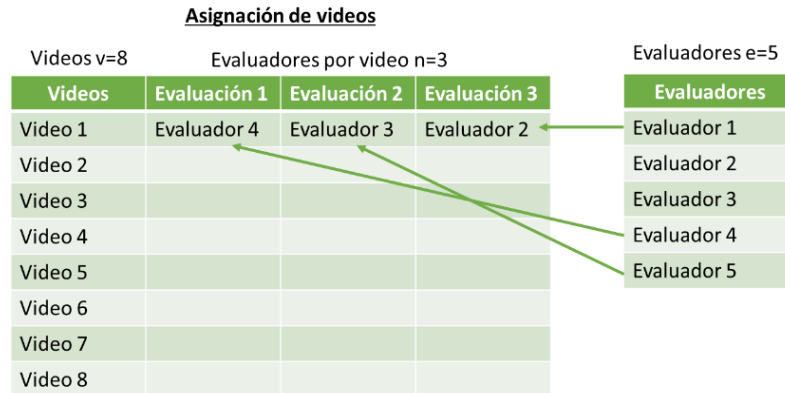 Asignación de videos
Videos v=8
Evaluadores por video n=3
Evaluadores e=5
Videos Evaluación 1 Evaluación 2 Evaluación 3
Evaluadores
Video 1 Evaluador 4 Evaluador 3 Evaluador 2
Evaluador 1
Video 2
Evaluador 2
Video 3
Evaluador 3
Video 4
Evaluador 4
Video 5
Evaluador 5
Video 6
Video 7
Video 8